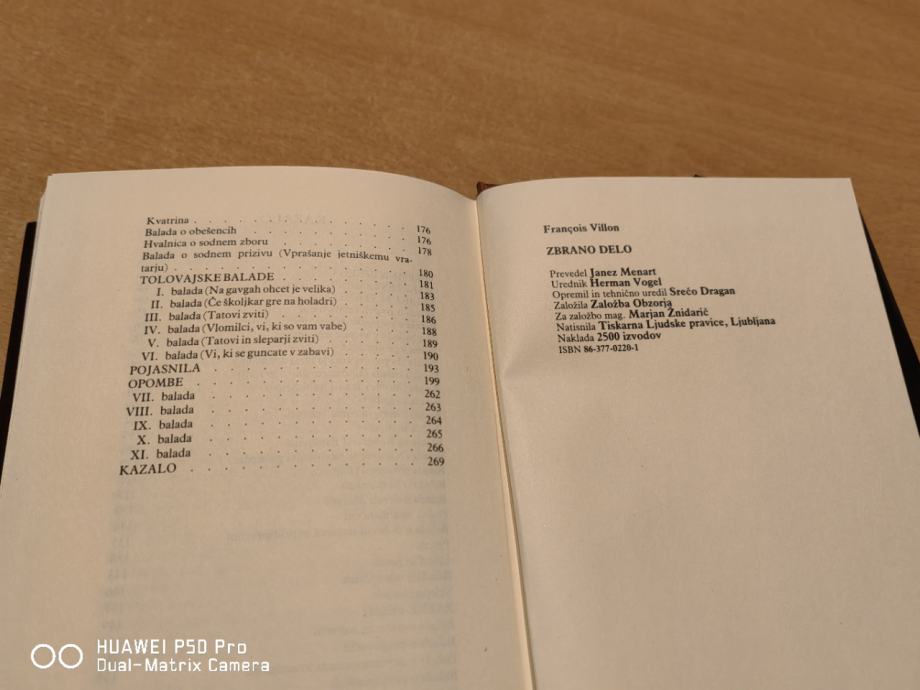 Kvatrina . . . . . . . . . . . . 176
Balada o obešencih . . . . . . . . . 176
Hvalnica o sodnem zboru . . . . . . . . 178
Balada o sodnem prizivu (Vprašanje jetniškemu vra-
tarju) . . . . . . . . . . . . . 180
TOLOVAJSKE BALADE . . . . . . . . 181
I. balada (Na gavgah ohcet je velika) . . . . . 183
II. balada (Če školjkar gre na holadri) . . . . . 185
III. balada (Tatovi zviti) . . . . . . . . 186
IV. balada (Vlomilci, vi, ki so vam vabe) . . . . 188
V. balada (Tatovi in sleparji zviti) . . . . . . 189
VI. balada (Vi, ki se guncate v zabavi) . . . . . 190
POJASNILA . . . . . . . . . . . 193
OPOMBE . . . . . . . . . . . . 199
VII. balada . . . . . . . . . . . 262
VIII. balada . . . . . . . . . . . 263
IX. balada . . . . . . . . . . . 264
X. balada . . . . . . . . . . . 265
XI. balada . . . . . . . . . . . 266
KAZALO . . . . . . . . . . . . 269
François Villon
ZBRANO DELO
Prevedel Janez Menart
Urednik Herman Vogel
Opremil in tehnično uredil Srečo Dragan
Založila Založba Obzorja
Za založbo mag. Marjan Žnidarič
Natisnila Tiskarna Ljudske pravice, Ljubljana
Naklada 2500 izvodov
ISBN 86-377-0220-1
HUAWEI P50 Pro
Dual-Matrix Camera